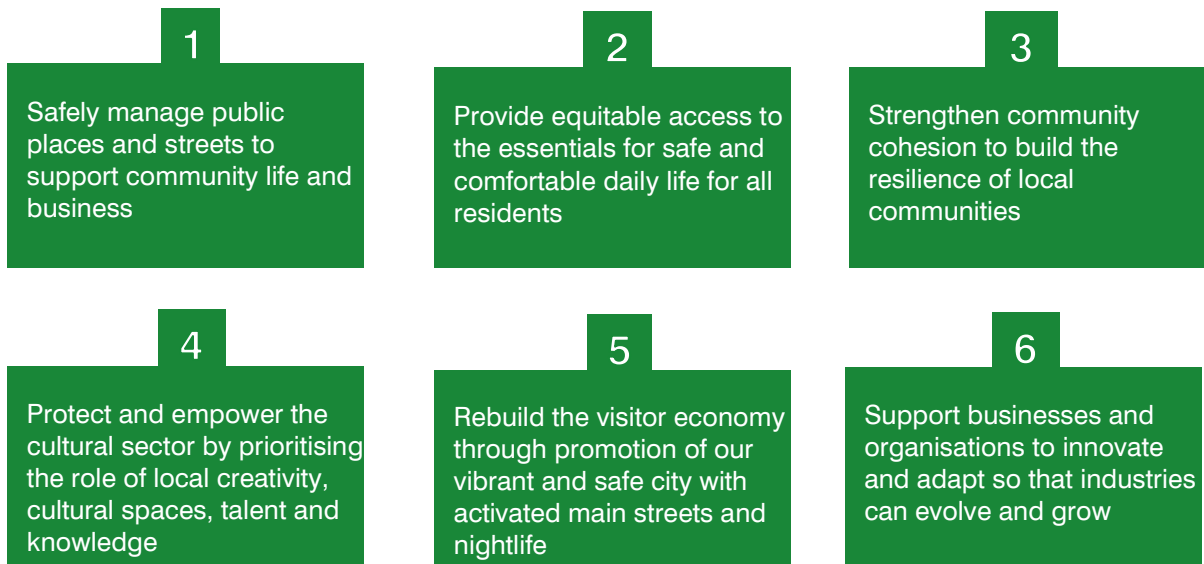 1
Safely manage public
places and streets to
support community life and
business
2
Provide equitable access to
the essentials for safe and
comfortable daily life for all
residents
3
Strengthen community
cohesion to build the
resilience of local
communities
4
Protect and empower the
cultural sector by prioritising
the role of local creativity,
cultural spaces, talent and
knowledge
5
Rebuild the visitor economy
through promotion of our
vibrant and safe city with
activated main streets and
nightlife
6
Support businesses and
organisations to innovate
and adapt so that industries
can evolve and grow